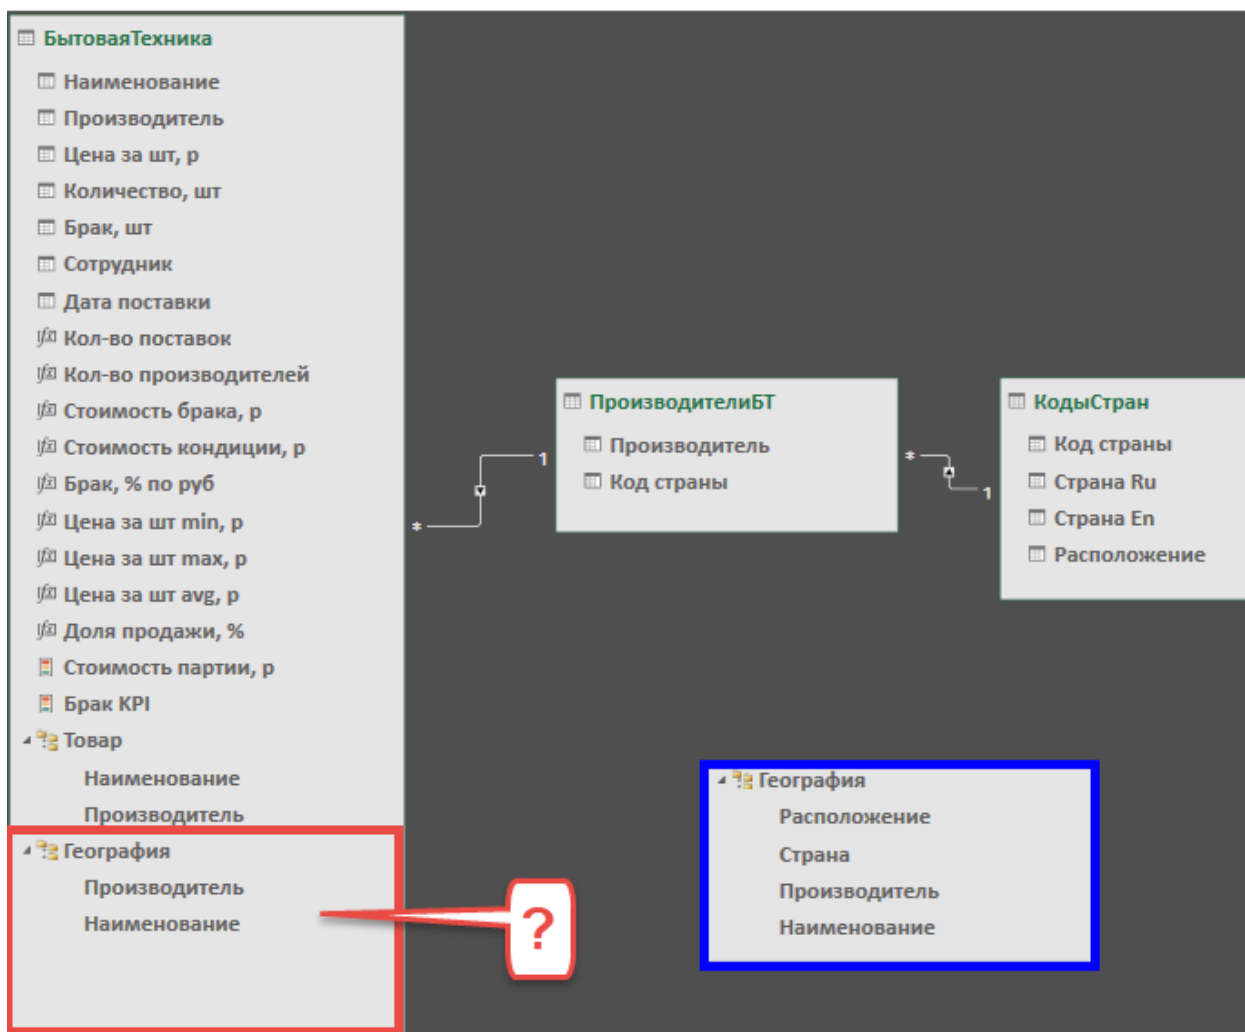 БытоваяТехника
Наименование
Производитель
Цена за шт, р
Количество, шт
Брак, шт
Сотрудник
Дата поставки
Кол-во поставок
Кол-во производителей
Стоимость брака, р
Стоимость кондиции, р
Брак, % по руб
Цена за шт min, р
Цена за шт max, р
Цена за шт avg, р
Доля продажи, %
Стоимость партии, р
Брак KPI
Товар
Наименование
Производитель
География
Производитель
Наименование
?
* 1
ПроизводителиБТ
Производитель
Код страны
* 1
КодыСтран
Код страны
Страна Ru
Страна En
Расположение
География
Расположение
Страна
Производитель
Наименование